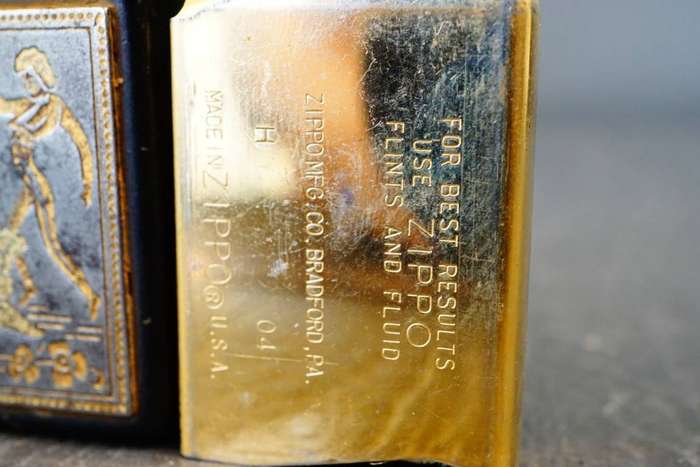 FOR BEST RESULTS
USE ZIPPO
FLINTS AND FLUID
ZIPPO MFG. CO. BRADFORD, PA.
H 04
MADE IN ZIPPO® U.S.A.